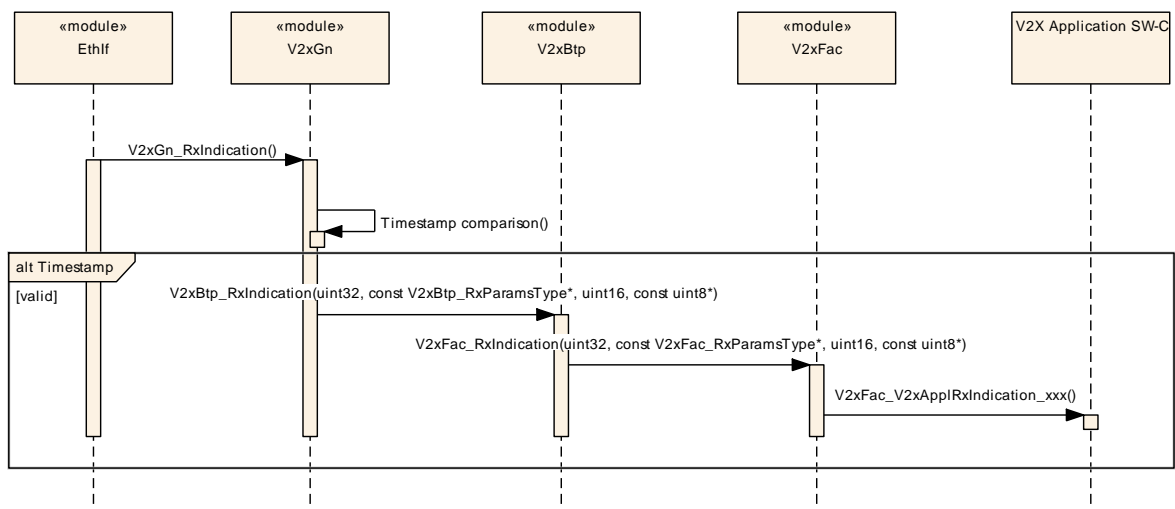 «module»
EthIf
«module»
V2xGn
«module»
V2xBtp
«module»
V2xFac
V2X Application SW-C
V2xGn_RxIndication()
Timestamp comparison()
alt Timestamp
[valid]
V2xBtp_RxIndication(uint32, const V2xBtp_RxParamsType*, uint16, const uint8*)
V2xFac_RxIndication(uint32, const V2xFac_RxParamsType*, uint16, const uint8*)
V2xFac_V2xApplRxIndication_xxx()